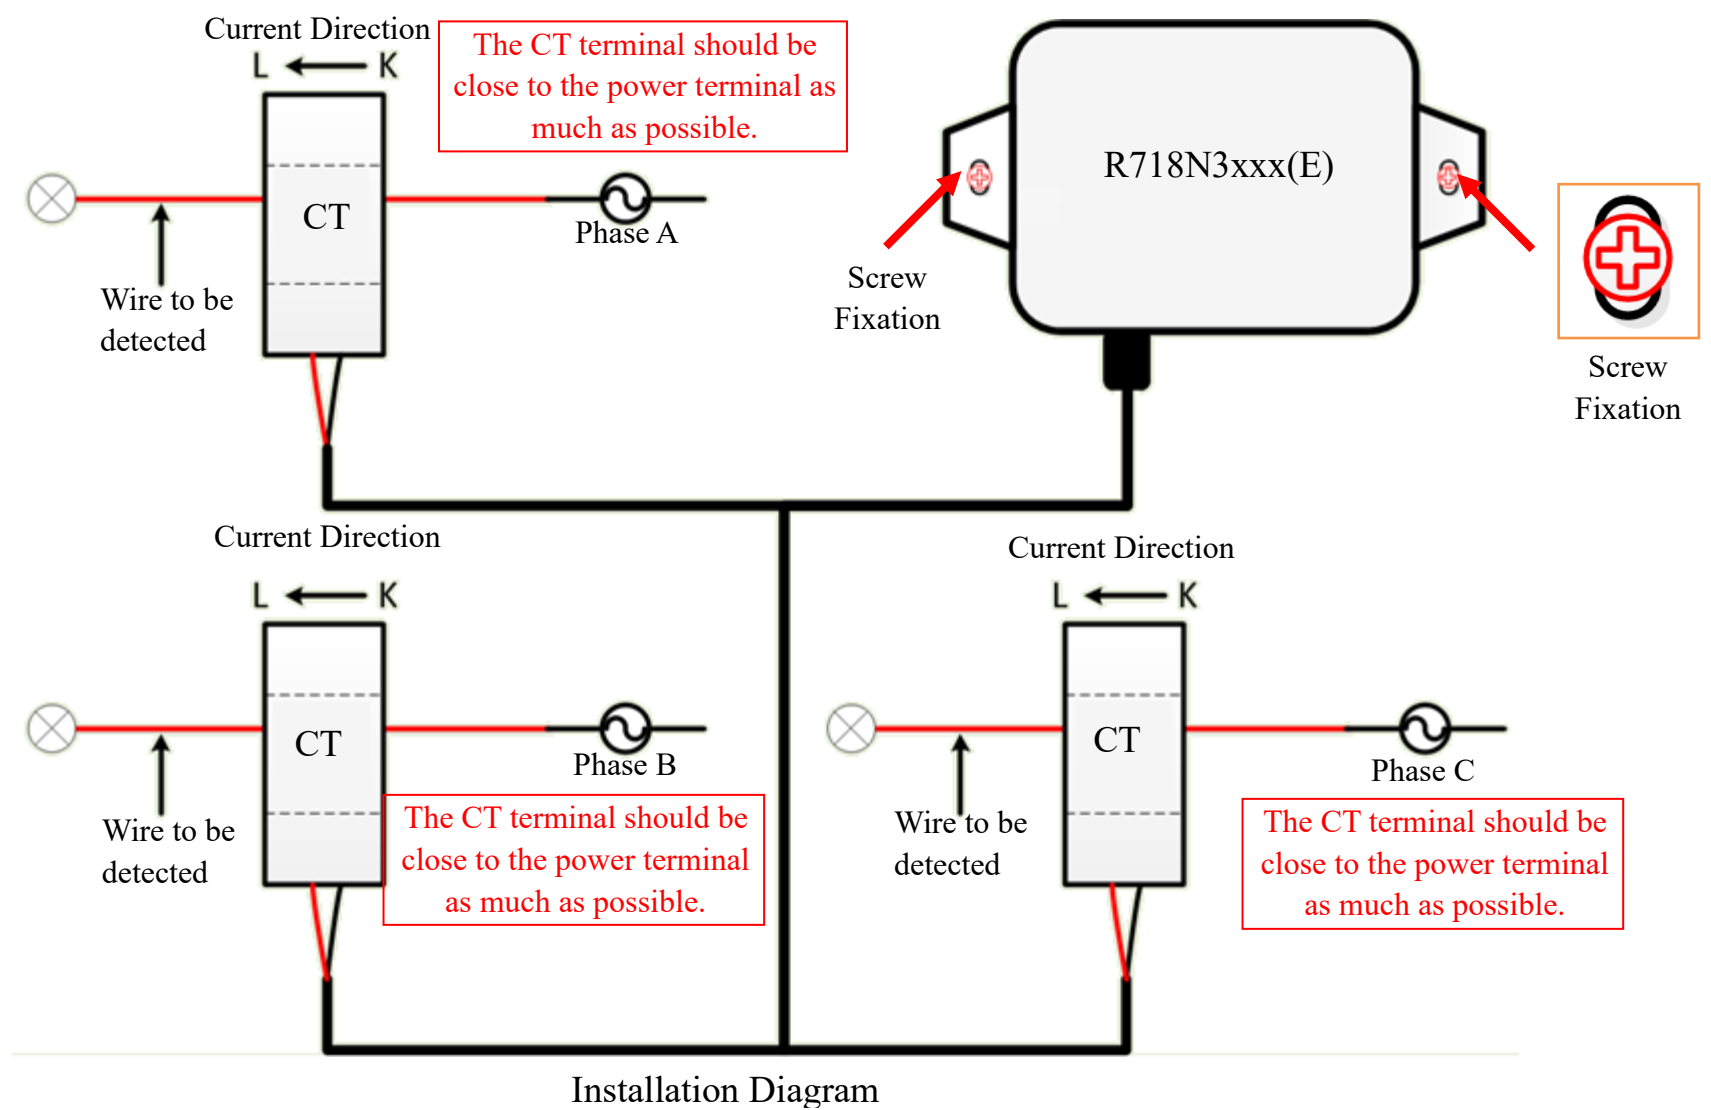 Current Direction
L K
The CT terminal should be
close to the power terminal as
much as possible.
CT
Phase A
Wire to be
detected
R718N3xxx(E)
Screw
Fixation
Screw
Fixation
Current Direction
L K
CT
Phase B
Wire to be
detected
The CT terminal should be
close to the power terminal
as much as possible.
Current Direction
L K
CT
Phase C
Wire to be
detected
The CT terminal should be
close to the power terminal
as much as possible.
Installation Diagram